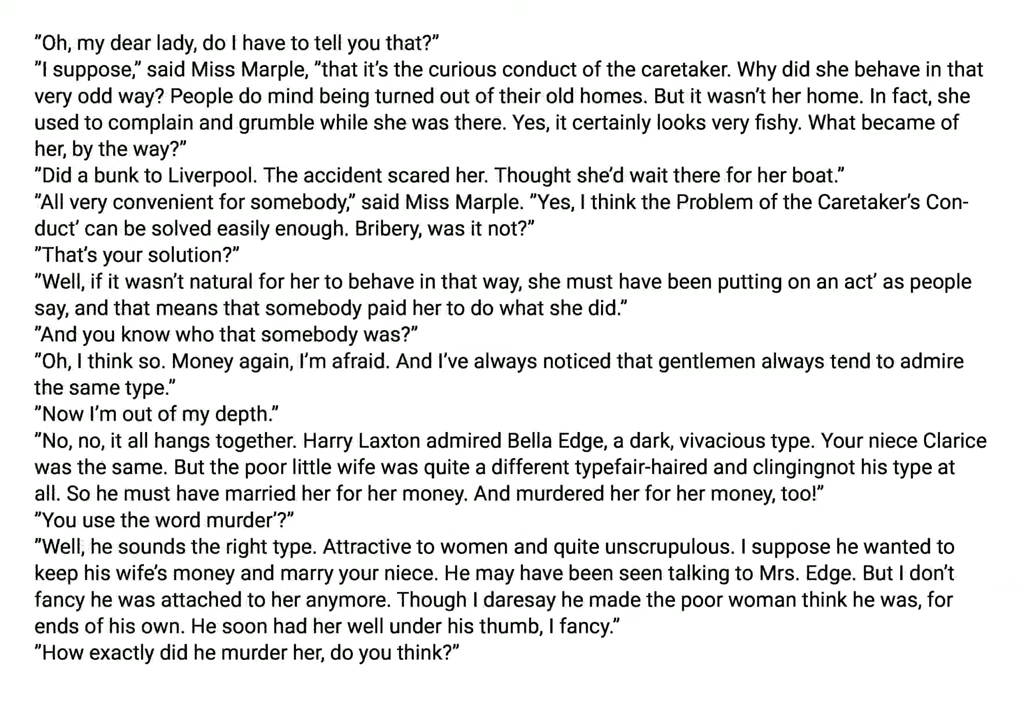 "Oh, my dear lady, do I have to tell you that?"
"I suppose," said Miss Marple, "that it's the curious conduct of the caretaker. Why did she behave in that
very odd way? People do mind being turned out of their old homes. But it wasn't her home. In fact, she
used to complain and grumble while she was there. Yes, it certainly looks very fishy. What became of
her, by the way?"
"Did a bunk to Liverpool. The accident scared her. Thought she'd wait there for her boat."
"All very convenient for somebody," said Miss Marple. "Yes, I think the Problem of the Caretaker's Con-
duct' can be solved easily enough. Bribery, was it not?"
"That's your solution?"
"Well, if it wasn't natural for her to behave in that way, she must have been putting on an act' as people
say, and that means that somebody paid her to do what she did."
"And you know who that somebody was?"
"Oh, I think so. Money again, I'm afraid. And I've always noticed that gentlemen always tend to admire
the same type."
"Now I'm out of my depth."
"No, no, it all hangs together. Harry Laxton admired Bella Edge, a dark, vivacious type. Your niece Clarice
was the same. But the poor little wife was quite a different typefair-haired and clingingnot his type at
all. So he must have married her for her money. And murdered her for her money, too!"
"You use the word murder'?"
"Well, he sounds the right type. Attractive to women and quite unscrupulous. I suppose he wanted to
keep his wife's money and marry your niece. He may have been seen talking to Mrs. Edge. But I don't
fancy he was attached to her anymore. Though I daresay he made the poor woman think he was, for
ends of his own. He soon had her well under his thumb, I fancy."
"How exactly did he murder her, do you think?"